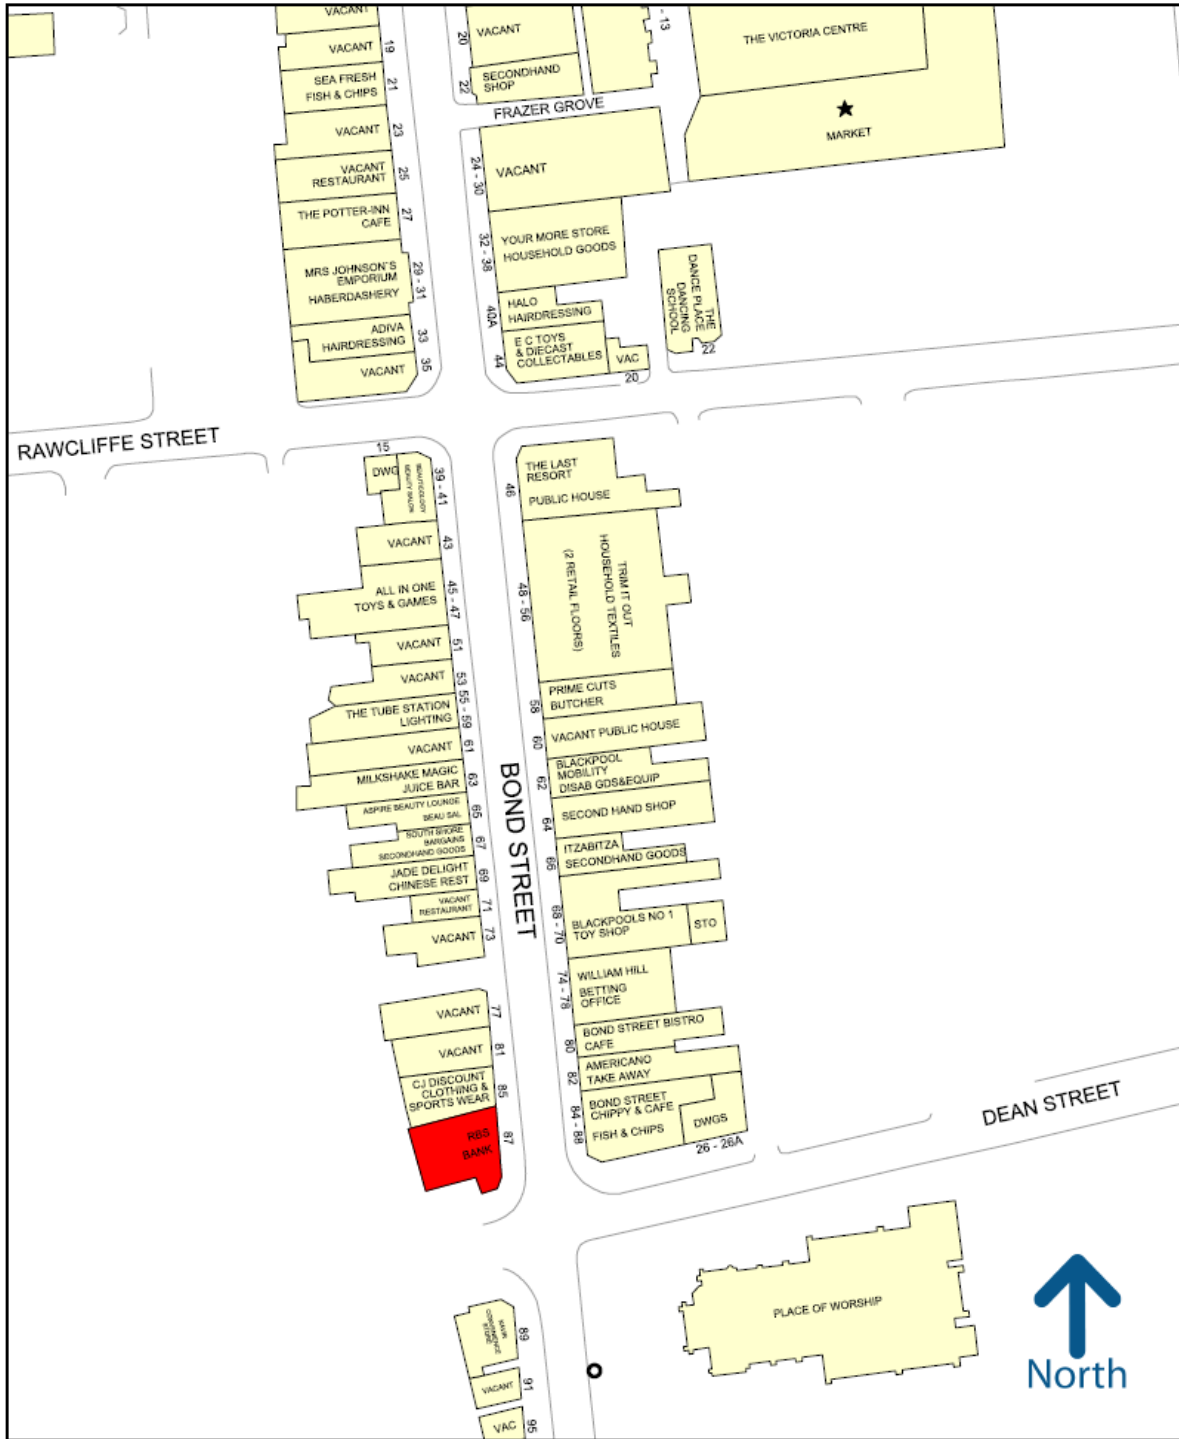 VACANT
VACANT
19
SEA FRESH
FISH & CHIPS
21
VACANT
23
VACANT
RESTAURANT
25
THE POTTER-INN
CAFE
27
MRS JOHNSON'S
EMPORIUM
HABERDASHERY
29 - 31
ADIVA
HAIRDRESSING
33
VACANT
35
20
VACANT
22
SECONDHAND
SHOP
- 13
THE VICTORIA CENTRE
MARKET
FRAZER GROVE
24 - 30
VACANT
32 - 38
YOUR MORE STORE
HOUSEHOLD GOODS
40A
HALO
HAIRDRESSING
44
E C TOYS
& DIECAST
COLLECTABLES
VAC
20
THE
DANCE PLACE
DANCING
SCHOOL
22
RAWCLIFFE STREET
15
DWG
BEAUTICOLOGY
BEAUTY SALON
39 - 41
VACANT
43
ALL IN ONE
TOYS & GAMES
45 - 47
VACANT
51
VACANT
53
THE TUBE STATION
LIGHTING
55 - 59
VACANT
61
MILKSHAKE MAGIC
JUICE BAR
63
ASPIRE BEAUTY LOUNGE
BEAU SAL
65
SOUTH SHORE
BARGAINS
SECONDHAND GOODS
67
JADE DELIGHT
CHINESE REST
69
VACANT
RESTAURANT
71
VACANT
73
VACANT
77
VACANT
81
CJ DISCOUNT
CLOTHING &
SPORTS WEAR
85
RBS
BANK
87
BOND STREET
46
THE LAST
RESORT
PUBLIC HOUSE
48 - 56
TRIM IT OUT
HOUSEHOLD TEXTILES
(2 RETAIL FLOORS)
58
PRIME CUTS
BUTCHER
60
VACANT PUBLIC HOUSE
62
BLACKPOOL
MOBILITY
DISAB GDS&EQUIP
64
SECOND HAND SHOP
66
ITZABITZA
SECONDHAND GOODS
68 - 70
BLACKPOOLS NO 1
TOY SHOP
STO
74 - 78
WILLIAM HILL
BETTING
OFFICE
80
BOND STREET BISTRO
CAFE
82
AMERICANO
TAKE AWAY
84 - 88
BOND STREET
CHIPPY & CAFE
FISH & CHIPS
DWGS
26 - 26A
DEAN STREET
CONVENIENCE
STORE
89
VACANT
91
VAC
95
PLACE OF WORSHIP
North